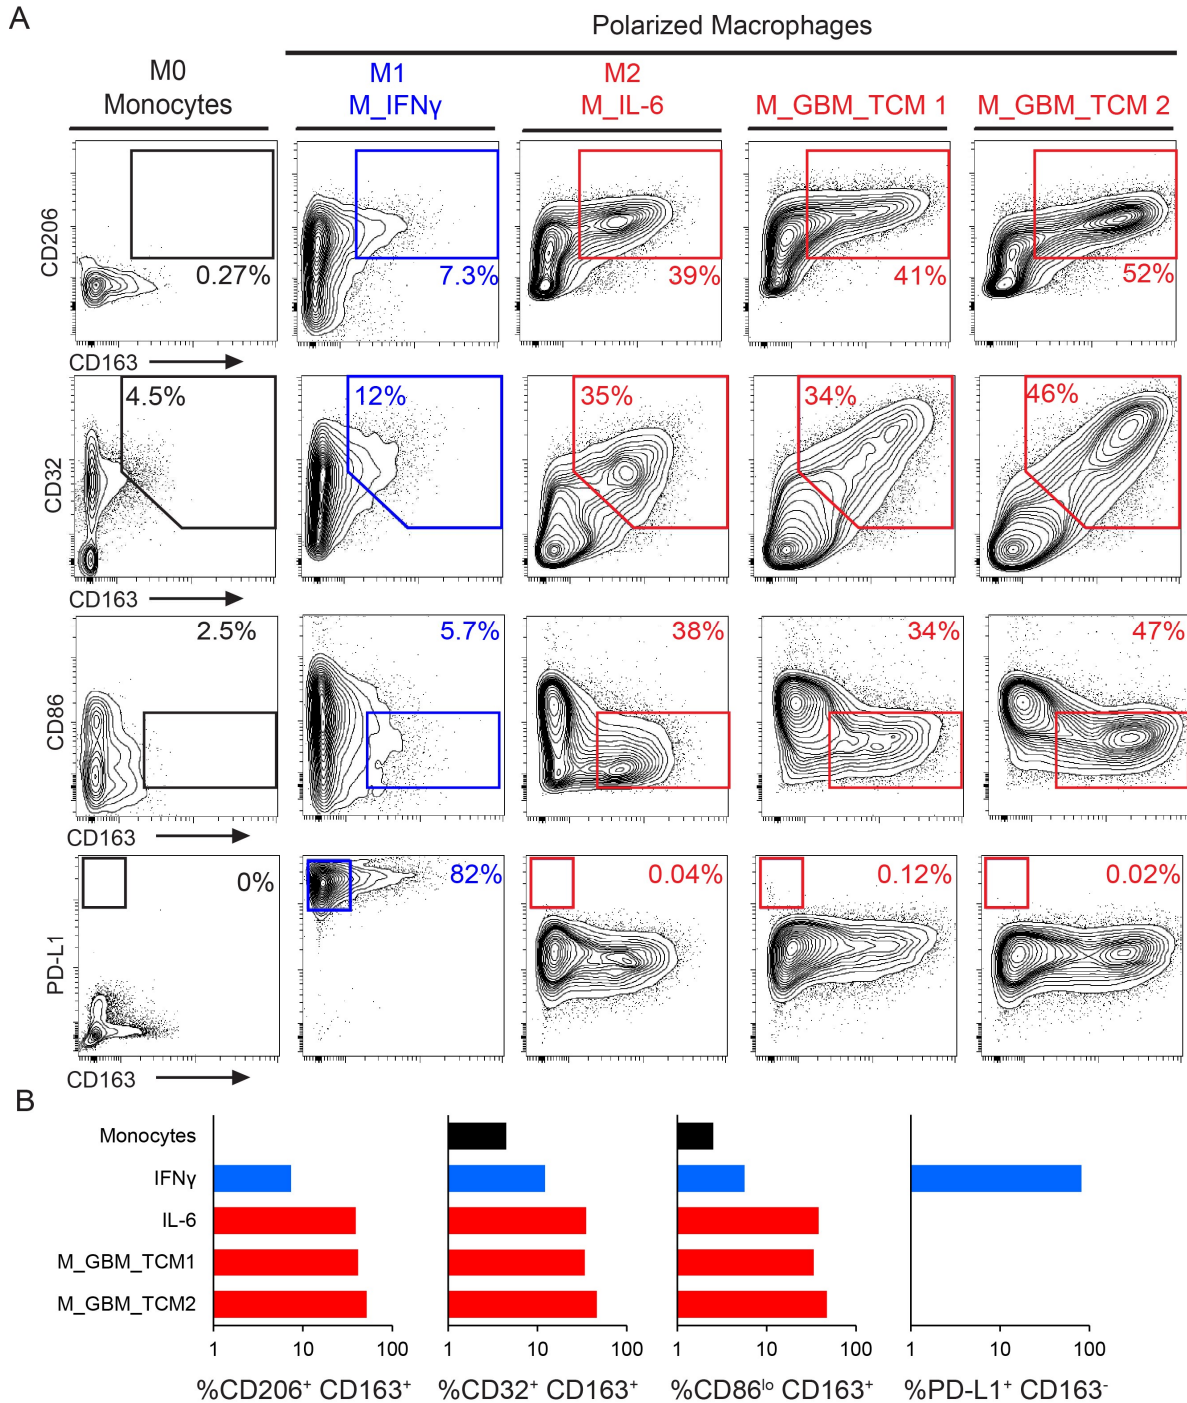 A
Polarized Macrophages
M0
Monocytes
M1
M_IFNγ
M2
M_IL-6
M_GBM_TCM 1
M_GBM_TCM 2
CD206
0.27%
7.3%
39%
41%
52%
CD163
CD32
4.5%
12%
35%
34%
46%
CD163
CD86
2.5%
5.7%
38%
34%
47%
CD163
PD-L1
0%
82%
0.04%
0.12%
0.02%
CD163
B
Monocytes
IFNγ
IL-6
M_GBM_TCM1
M_GBM_TCM2
1 10 100
1 10 100
1 10 100
1 10 100
%CD206⁺ CD163⁺
%CD32⁺ CD163⁺
%CD86ˡᵒ CD163⁺
%PD-L1⁺ CD163⁻